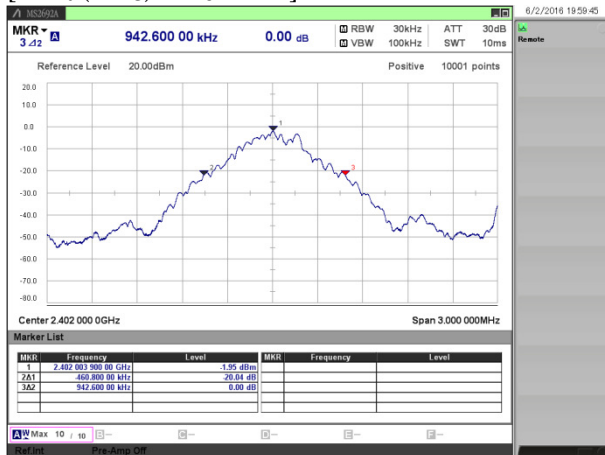 MS2692A
6/2/2016 19:59:45
MKR
3 Δ2
942.600 00 kHz
0.00 dB
RBW 30kHz
ATT 30dB
VBW 100kHz
SWT 10ms
Remote
Reference Level 20.00dBm
Positive 10001 points
20.0
10.0
0.0
-10.0
-20.0
-30.0
-40.0
-50.0
-60.0
-70.0
-80.0
1
2
3
Center 2.402 000 0GHz
Span 3.000 000MHz
Marker List
MKR Frequency Level MKR Frequency Level
1 2.402 003 900 00 GHz -1.95 dBm
2Δ1 -460.800 00 kHz -20.04 dB
3Δ2 942.600 00 kHz 0.00 dB
A Max 10 / 10 B- C- D- E- F-
Ref.Int Pre-Amp Off